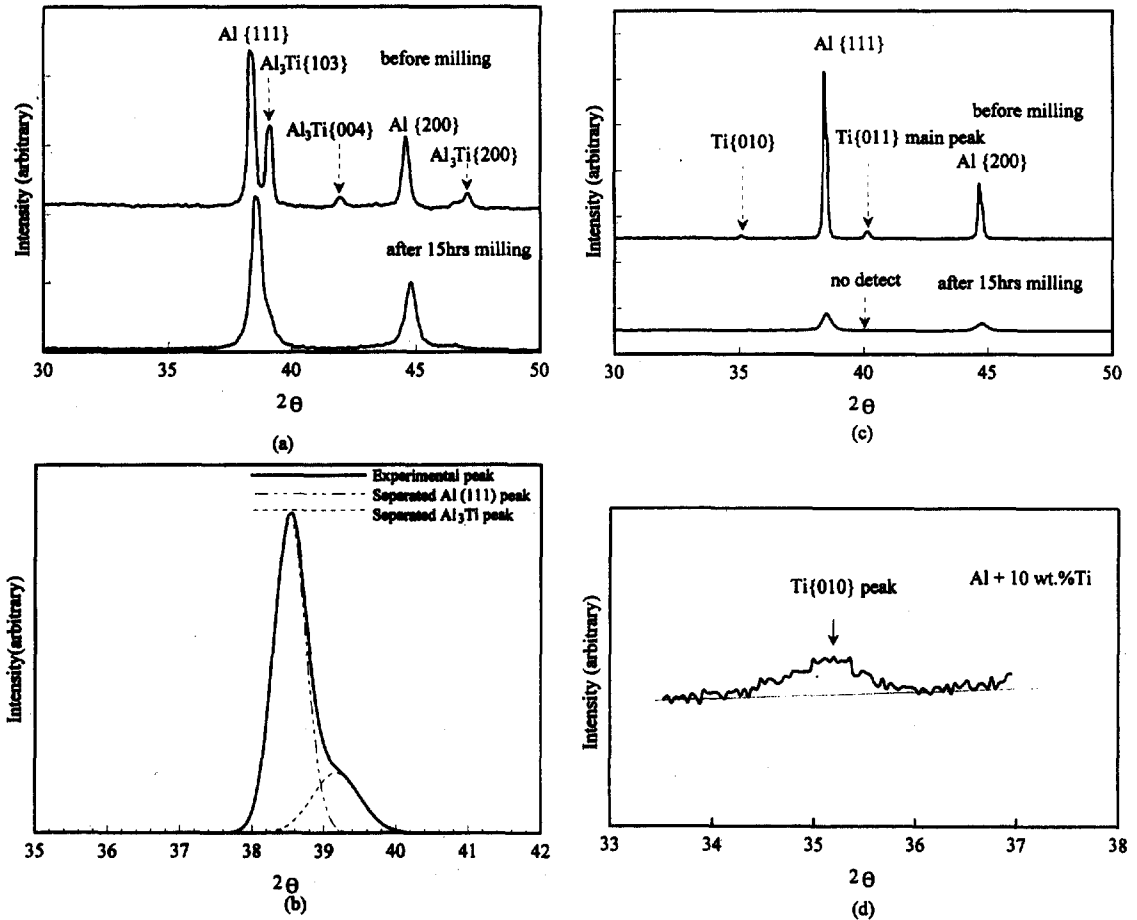 Al {111}
Al₃Ti{103}
before milling
Al₃Ti{004}
Al {200}
Al₃Ti{200}
after 15hrs milling
Intensity (arbitrary)
30 35 40 45 50
2 θ
(a)
Al {111}
before milling
Ti{010}
Ti{011} main peak
Al {200}
no detect
after 15hrs milling
Intensity (arbitrary)
30 35 40 45 50
2 θ
(c)
Experimental peak
Separated Al (111) peak
Separated Al₃Ti peak
Intensity(arbitrary)
35 36 37 38 39 40 41 42
2 θ
(b)
Al + 10 wt.%Ti
Ti{010} peak
Intensity (arbitrary)
33 34 35 36 37 38
2 θ
(d)